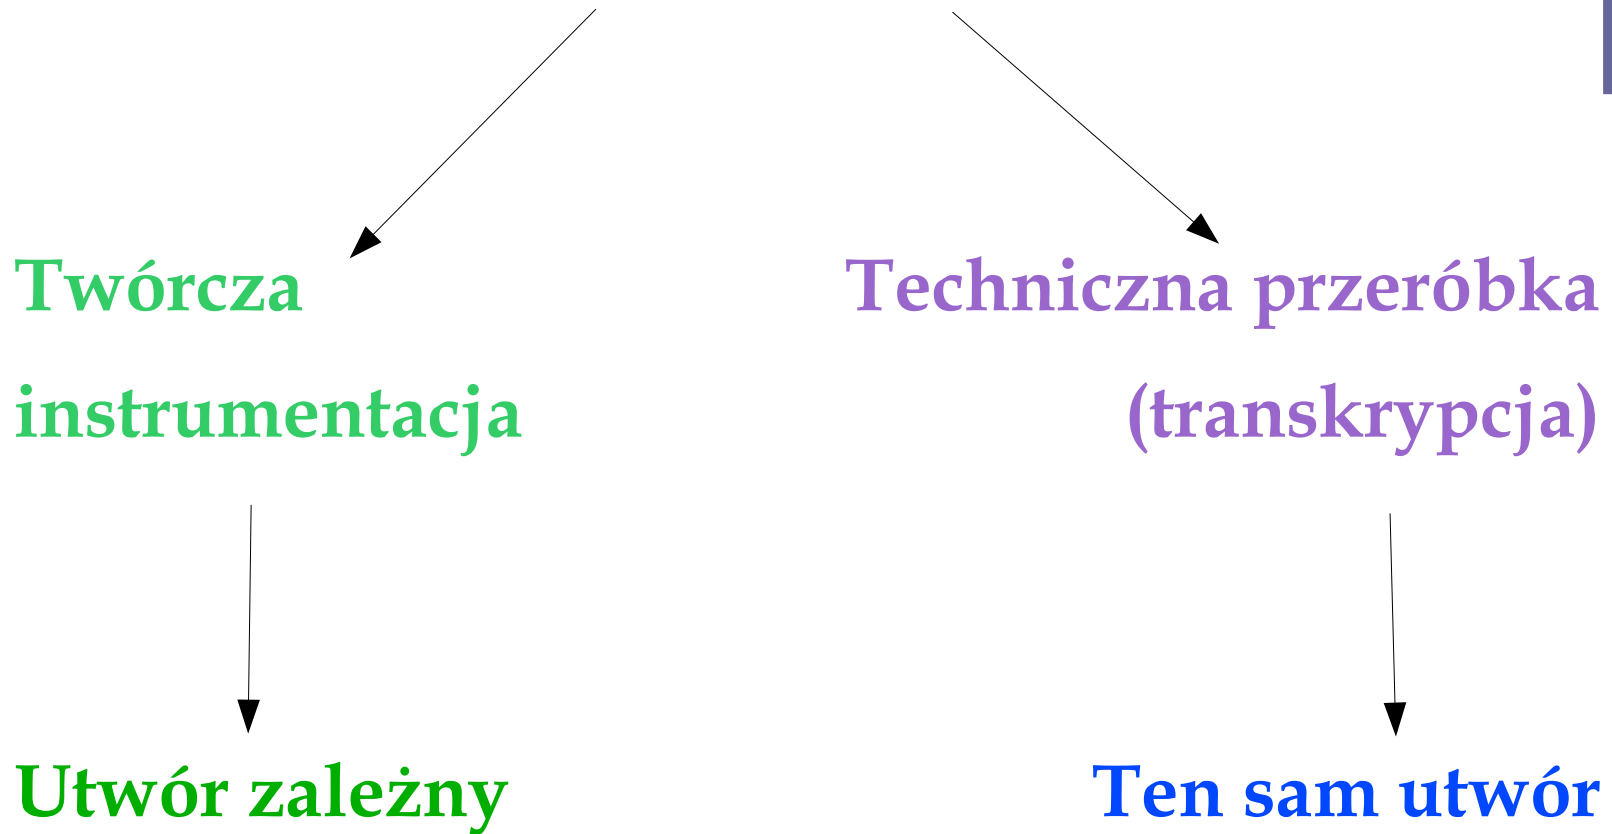 Twórcza
instrumentacja
Techniczna przeróbka
(transkrypcja)
Utwór zależny
Ten sam utwór